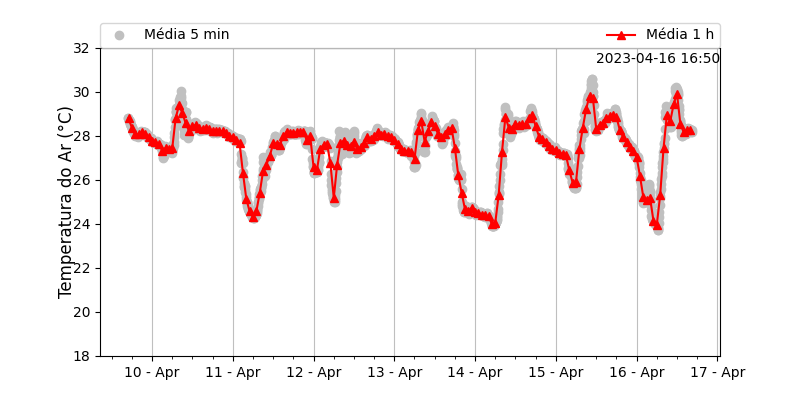 Média 5 min
Média 1 h
2023-04-16 16:50
Temperatura do Ar (°C)
32
30
28
26
24
22
20
18
10 - Apr
11 - Apr
12 - Apr
13 - Apr
14 - Apr
15 - Apr
16 - Apr
17 - Apr